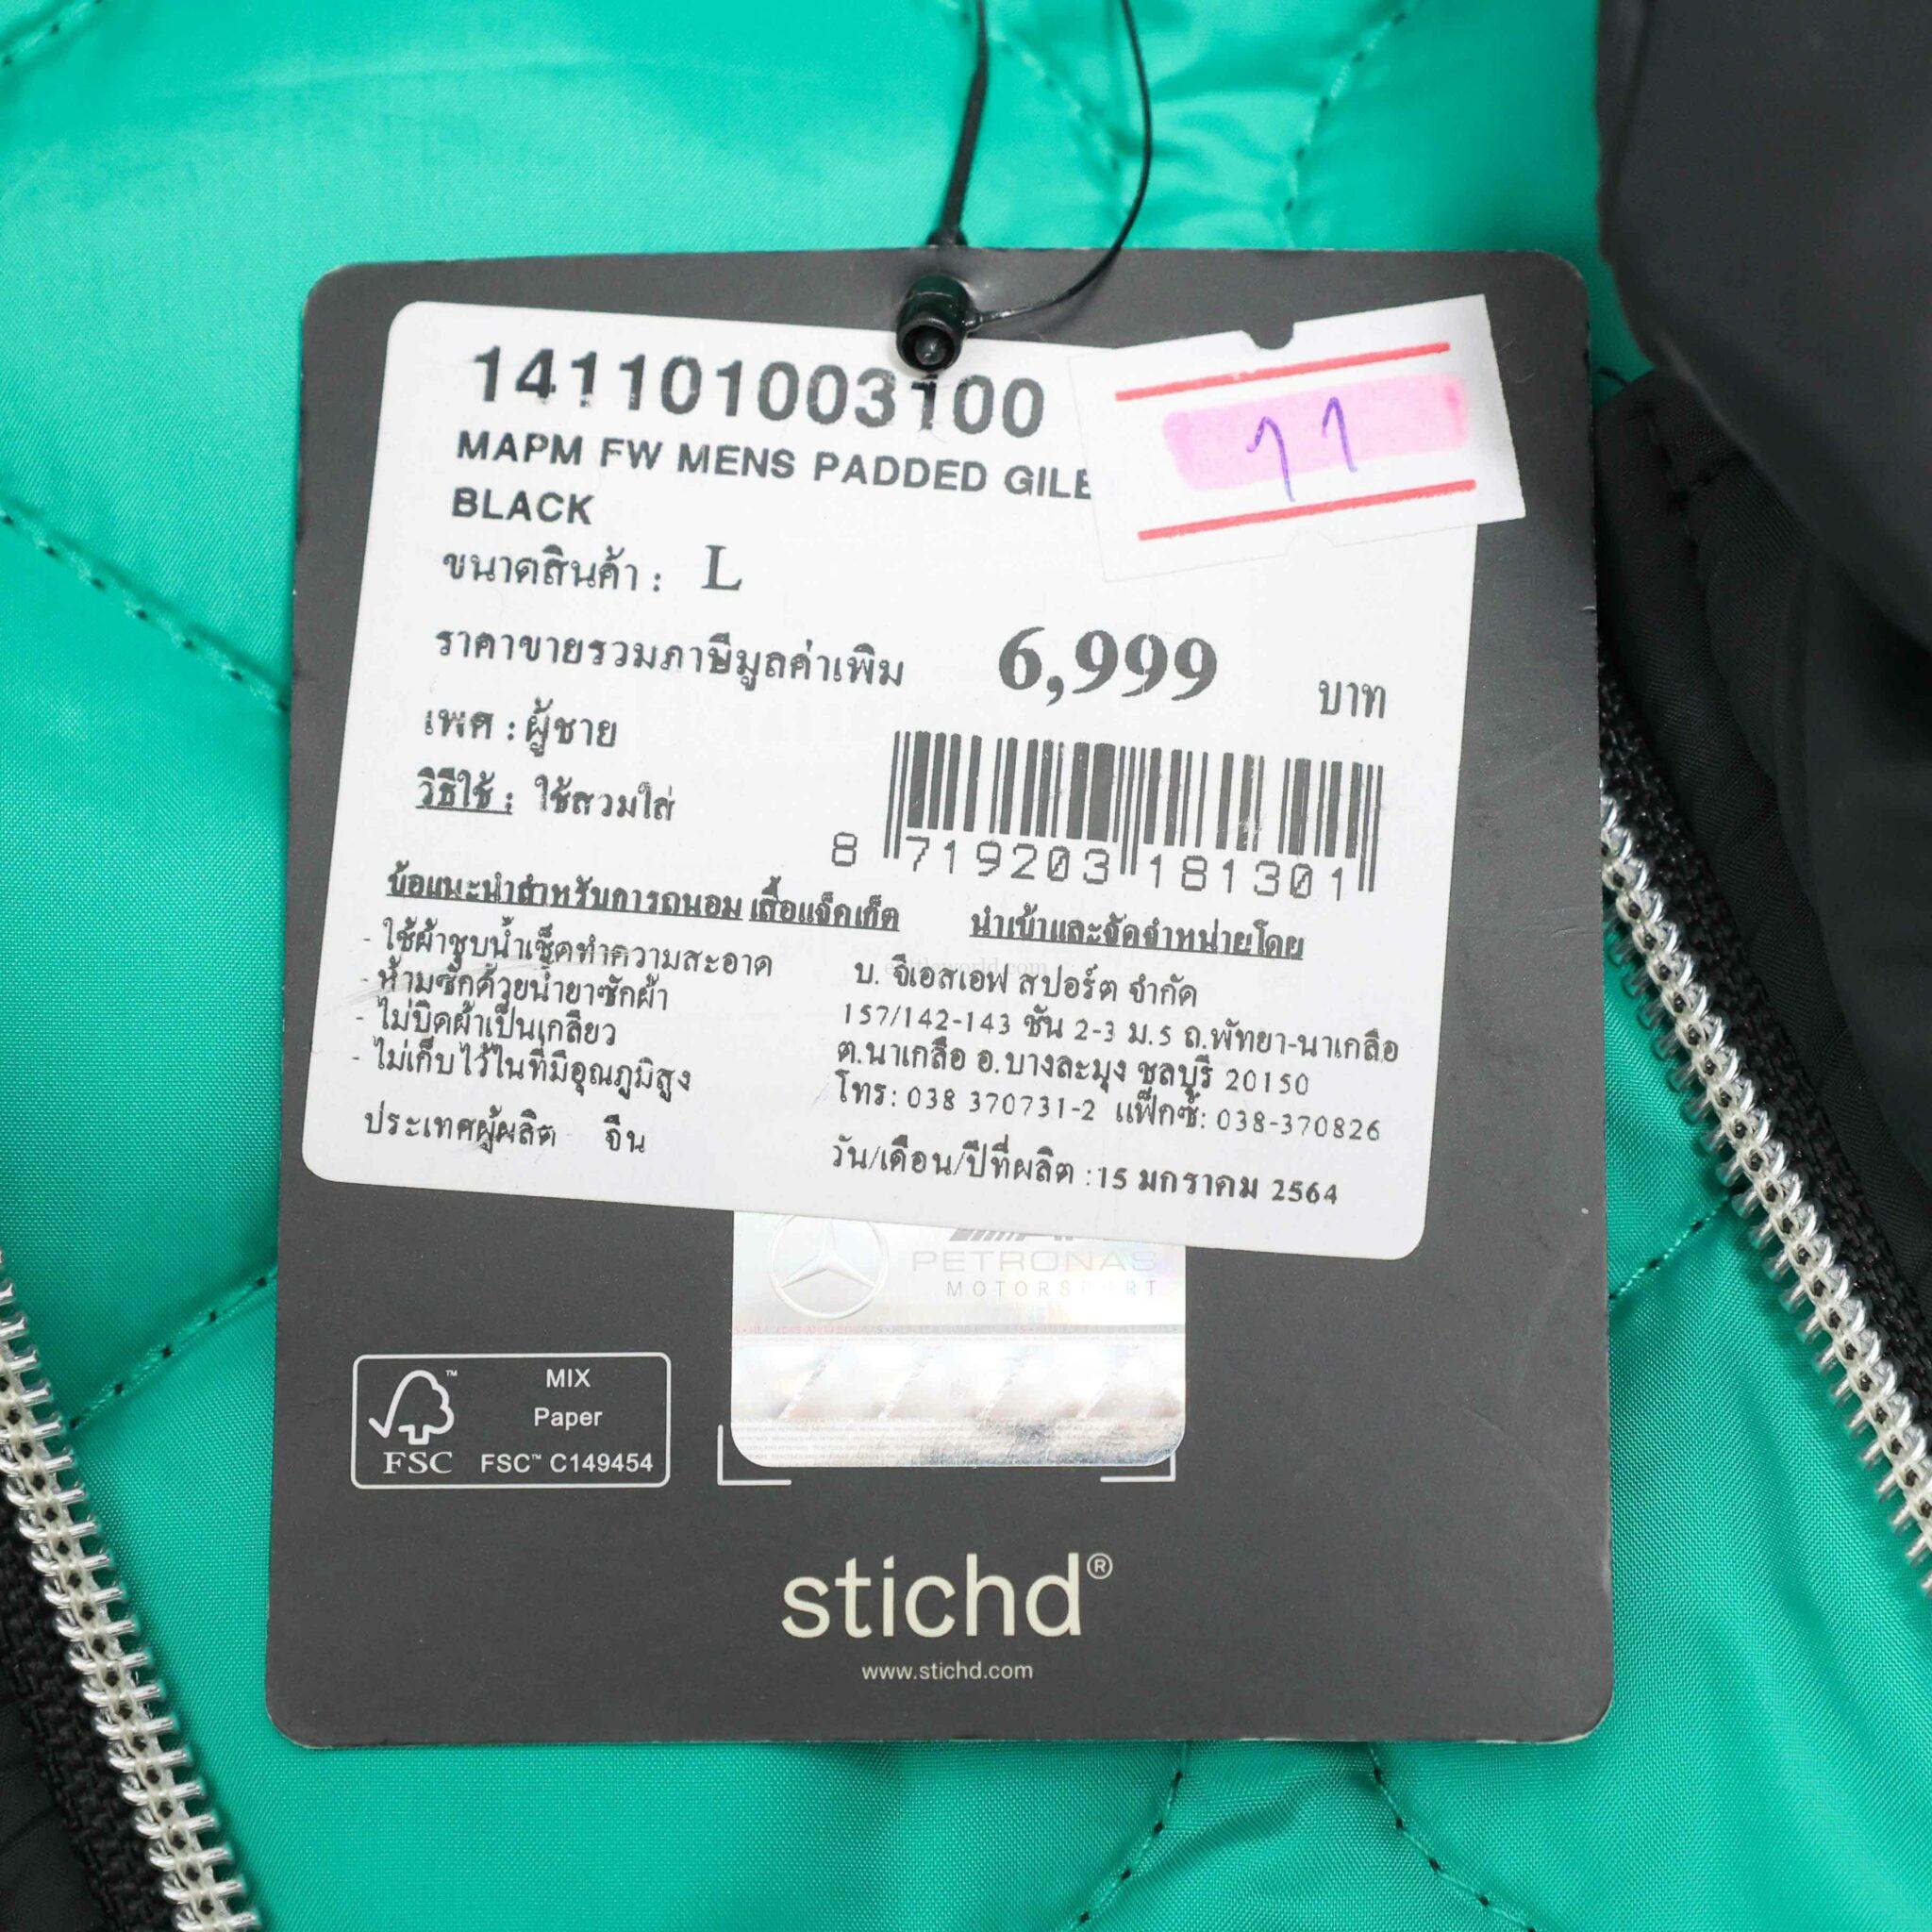 141101003100
MAPM FW MENS PADDED GILE
BLACK
11
ขนาดสินค้า : L
ราคาขายรวมภาษีมูลค่าเพิ่ม 6,999 บาท
เพศ : ผู้ชาย
วิธีใช้ : ใช้สวมใส่
8 719203 181301
ข้อแนะนำสำหรับการถนอม เสื้อแจ็คเก็ต
- ใช้ผ้าชุบน้ำเช็ดทำความสะอาด
- ห้ามซักด้วยน้ำยาซักผ้า
- ไม่บิดผ้าเป็นเกลียว
- ไม่เก็บไว้ในที่มีอุณภูมิสูง
ประเทศผู้ผลิต จีน
นำเข้าและจัดจำหน่ายโดย
บ. จีเอสเอฟ สปอร์ต จำกัด
157/142-143 ชั้น 2-3 ม.5 ถ.พัทยา-นาเกลือ
ต.นาเกลือ อ.บางละมุง ชลบุรี 20150
โทร: 038 370731-2 แฟ็กซ์: 038-370826
วัน/เดือน/ปีที่ผลิต :15 มกราคม 2564
PETRONAS
MOTORSPORT
MIX
Paper
FSC FSC™ C149454
stichd®
www.stichd.com